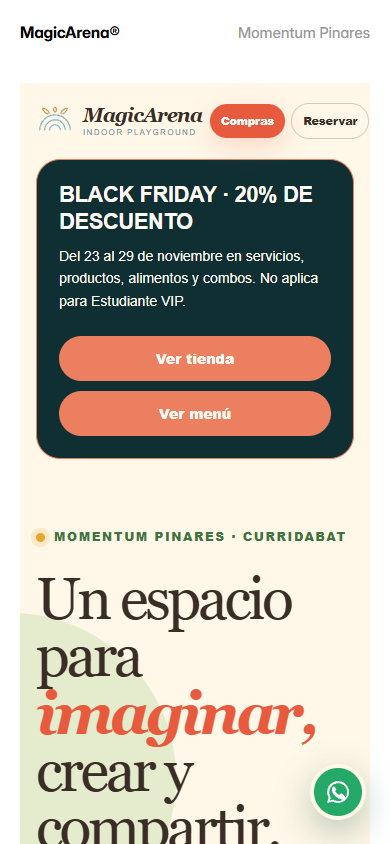 MagicArena®
Momentum Pinares
MagicArena
INDOOR PLAYGROUND
Compras
Reservar
BLACK FRIDAY · 20% DE
DESCUENTO
Del 23 al 29 de noviembre en servicios,
productos, alimentos y combos. No aplica
para Estudiante VIP.
Ver tienda
Ver menú
MOMENTUM PINARES · CURRIDABAT
Un espacio
para
imaginar,
crear y
compartir.